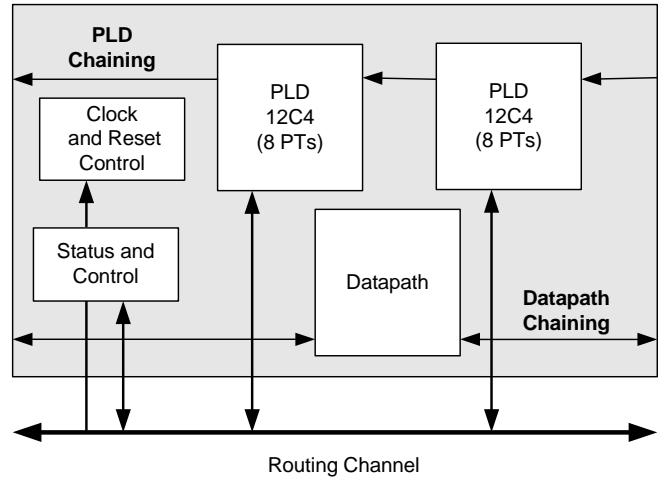 PLD
Chaining
PLD
12C4
(8 PTs)
PLD
12C4
(8 PTs)
Clock
and Reset
Control
Status and
Control
Datapath
Datapath
Chaining
Routing Channel